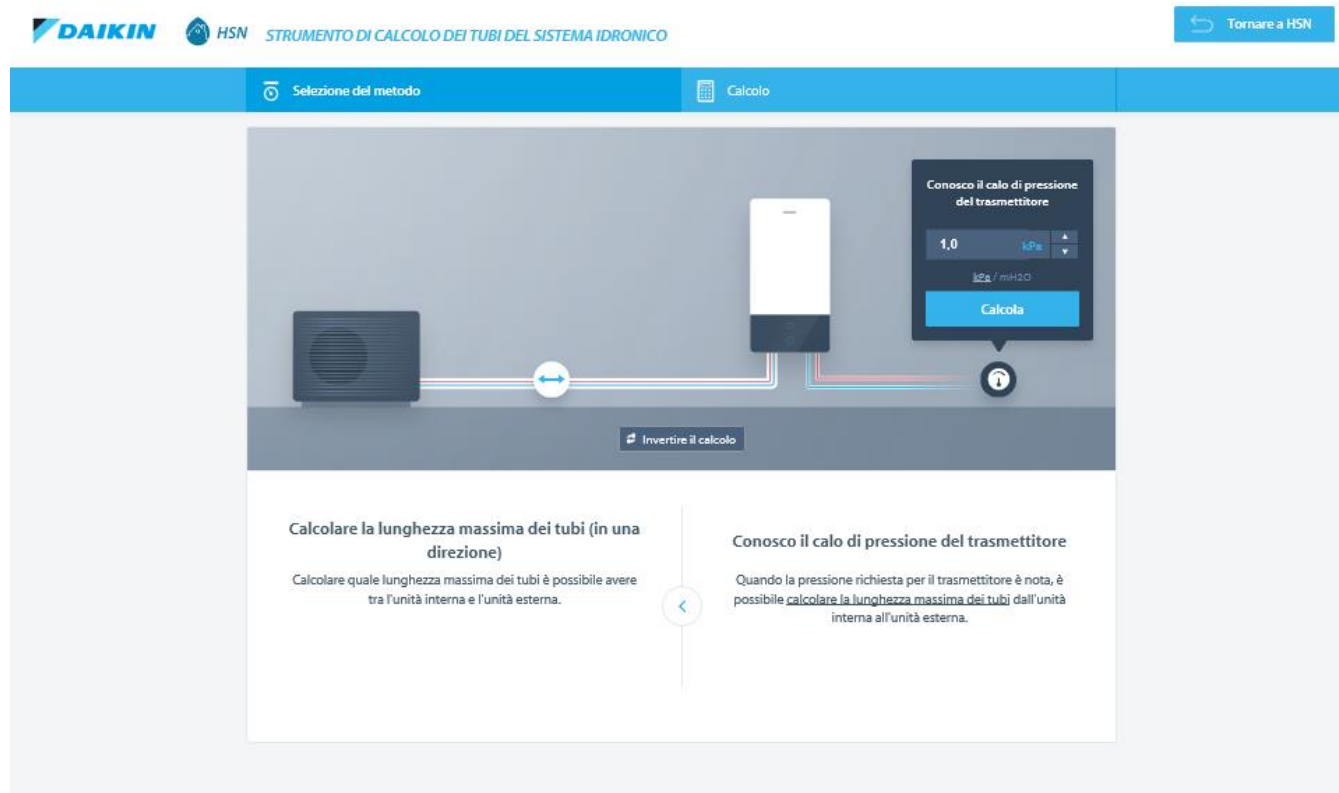 DAIKIN
HSN
STRUMENTO DI CALCOLO DEI TUBI DEL SISTEMA IDRONICO
Tornare a HSN
Selezione del metodo
Calcolo
Conosco il calo di pressione
del trasmettitore
1,0 kPa
kPa / mH2O
Calcola
Invertire il calcolo
Calcolare la lunghezza massima dei tubi (in una
direzione)
Calcolare quale lunghezza massima dei tubi è possibile avere
tra l'unità interna e l'unità esterna.
Conosco il calo di pressione del trasmettitore
Quando la pressione richiesta per il trasmettitore è nota, è
possibile calcolare la lunghezza massima dei tubi dall'unità
interna all'unità esterna.